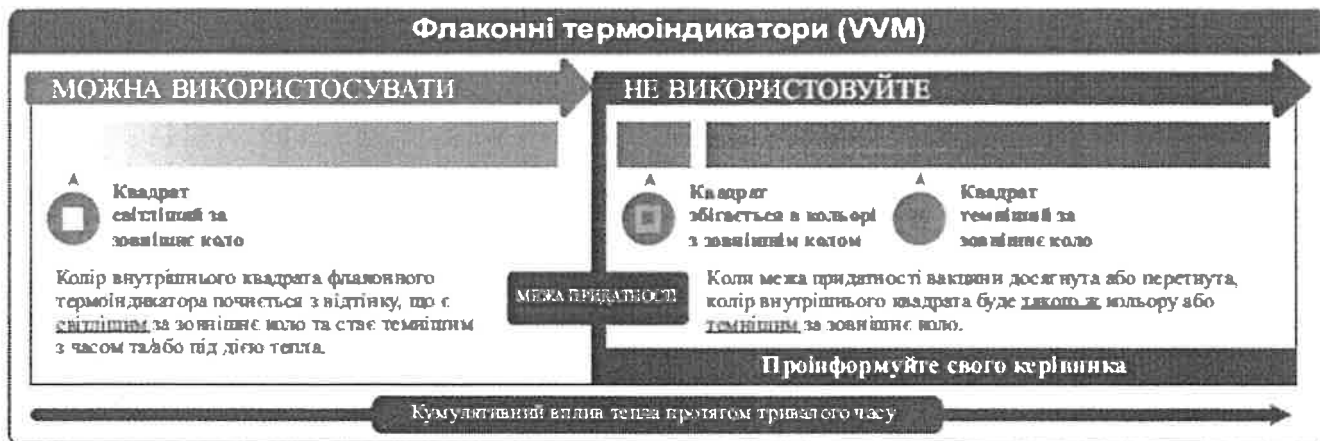 Флаконні термоіндикатори (VVM)
МОЖНА ВИКОРИСТОСУВАТИ
НЕ ВИКОРИСТОВУЙТЕ
Квадрат
світліший за
зовнішнє коло
Квадрат
збігається в кольорі
з зовнішнім колом
Квадрат
темніший за
зовнішнє коло
Колір внутрішнього квадрата флаконного
термоіндикатора почнється з відтінку, що є
світлішим за зовнішнє коло та стає темнішим
з часом та/або під дією тепла.
МЕЖА ПРИДАТНОСТІ
Коли межа придатності вакцини досягнута або перетнута,
колір внутрішнього квадрата буде такого ж кольору або
темнішим за зовнішнє коло.
Проінформуйте свого керівника
Кумулятивний вплив тепла протягом тривалого часу